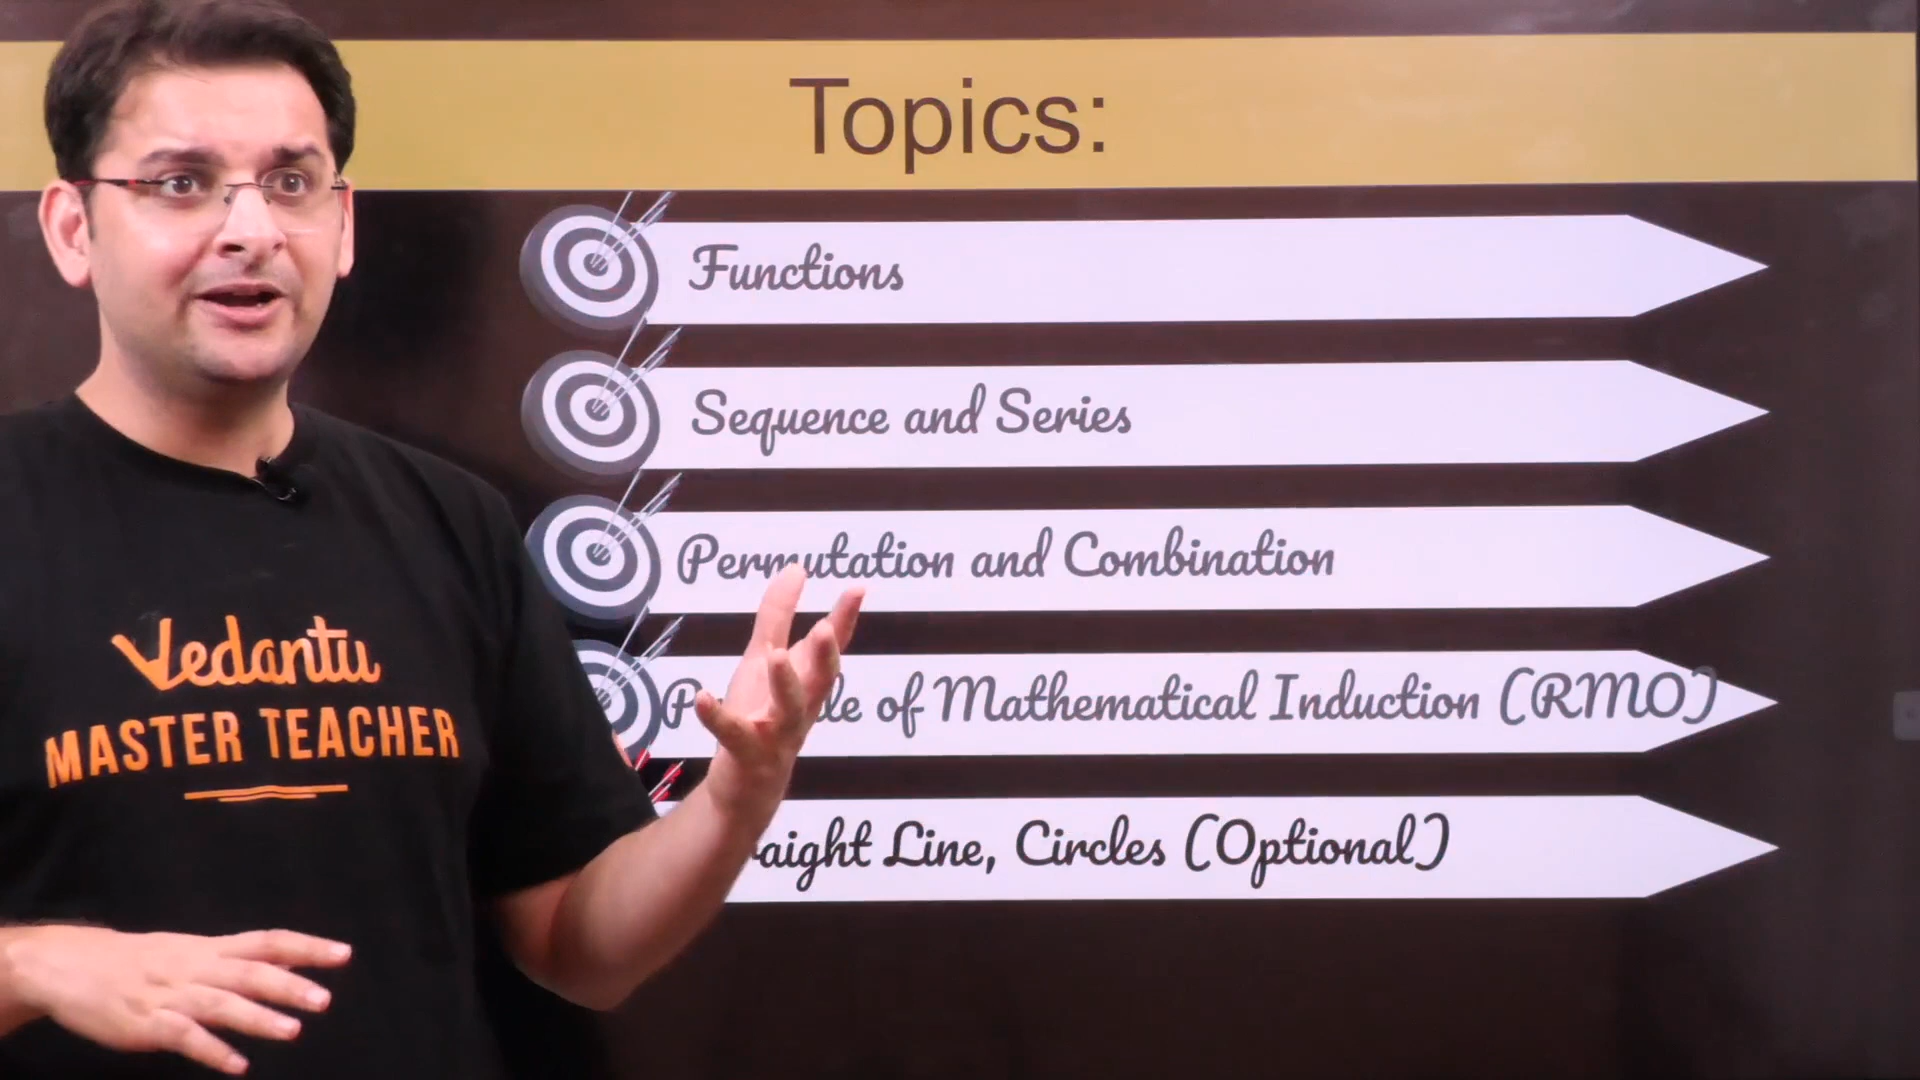 Topics:
Functions
Sequence and Series
Permutation and Combination
of Mathematical Induction (RMO)
Line, Circles (Optional)
Vedantu
MASTER TEACHER